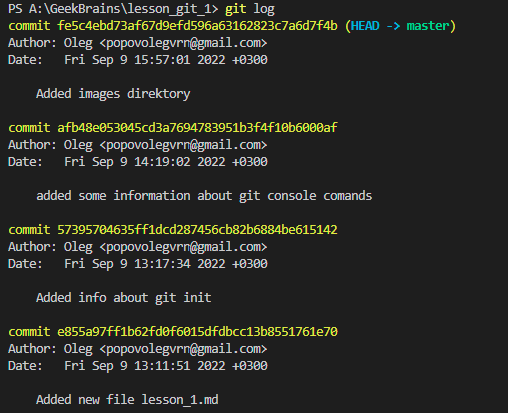 PS A:\GeekBrains\lesson_git_1> git log
commit fe5c4ebd73af67d9efd596a63162823c7a6d7f4b (HEAD -> master)
Author: Oleg <popovolegvrn@gmail.com>
Date:   Fri Sep 9 15:57:01 2022 +0300
    Added images direktory
commit afb48e053045cd3a7694783951b3f4f10b6000af
Author: Oleg <popovolegvrn@gmail.com>
Date:   Fri Sep 9 14:19:02 2022 +0300
    added some information about git console comands
commit 57395704635ff1dcd287456cb82b6884be615142
Author: Oleg <popovolegvrn@gmail.com>
Date:   Fri Sep 9 13:17:34 2022 +0300
    Added info about git init
commit e855a97ff1b62fd0f6015dfdbcc13b8551761e70
Author: Oleg <popovolegvrn@gmail.com>
Date:   Fri Sep 9 13:11:51 2022 +0300
    Added new file lesson_1.md